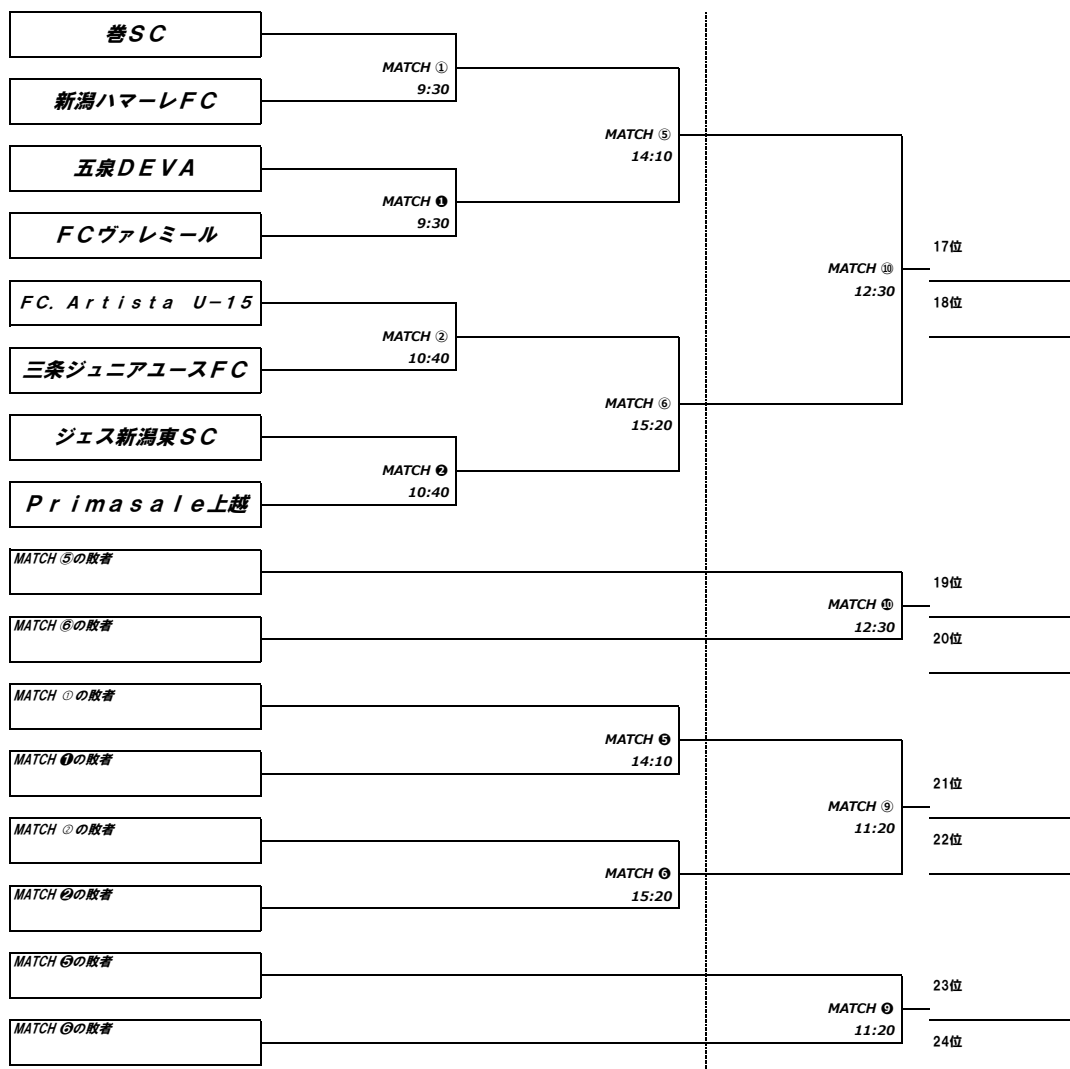 巻ＳＣ
MATCH ①
9:30
新潟ハマーレＦＣ
MATCH ⑤
14:10
五泉ＤＥＶＡ
MATCH ❶
9:30
ＦＣヴァレミール
17位
MATCH ⑩
12:30
18位
ＦＣ．Ａｒｔｉｓｔａ　Ｕ−１５
MATCH ②
10:40
三条ジュニアユースＦＣ
MATCH ⑥
15:20
ジェス新潟東ＳＣ
MATCH ❷
10:40
Ｐｒｉｍａｓａｌｅ上越
MATCH ⑤の敗者
19位
MATCH ❿
12:30
MATCH ⑥の敗者
20位
MATCH ①の敗者
MATCH ❺
14:10
MATCH ❶の敗者
21位
MATCH ⑨
11:20
MATCH ②の敗者
22位
MATCH ❻
15:20
MATCH ❷の敗者
MATCH ❺の敗者
23位
MATCH ❾
11:20
MATCH ❻の敗者
24位